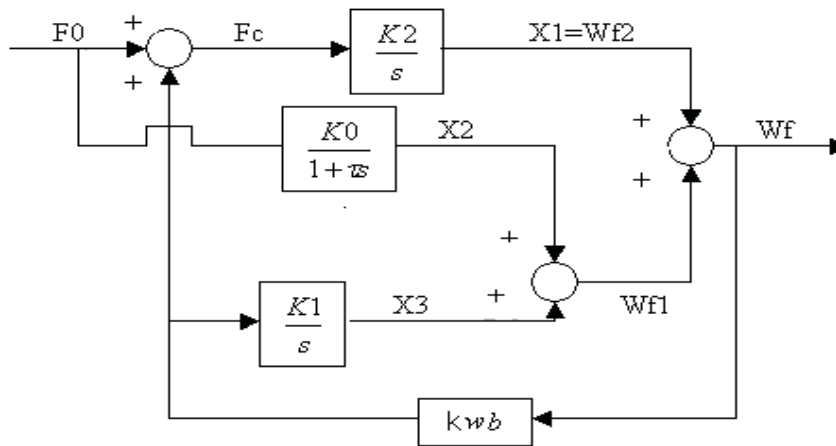 +
F0
Fc
K2
s
X1=Wf2
+
K0
1+τs
X2
+
Wf
+
+
+
K1
s
X3
Wf1
kwb